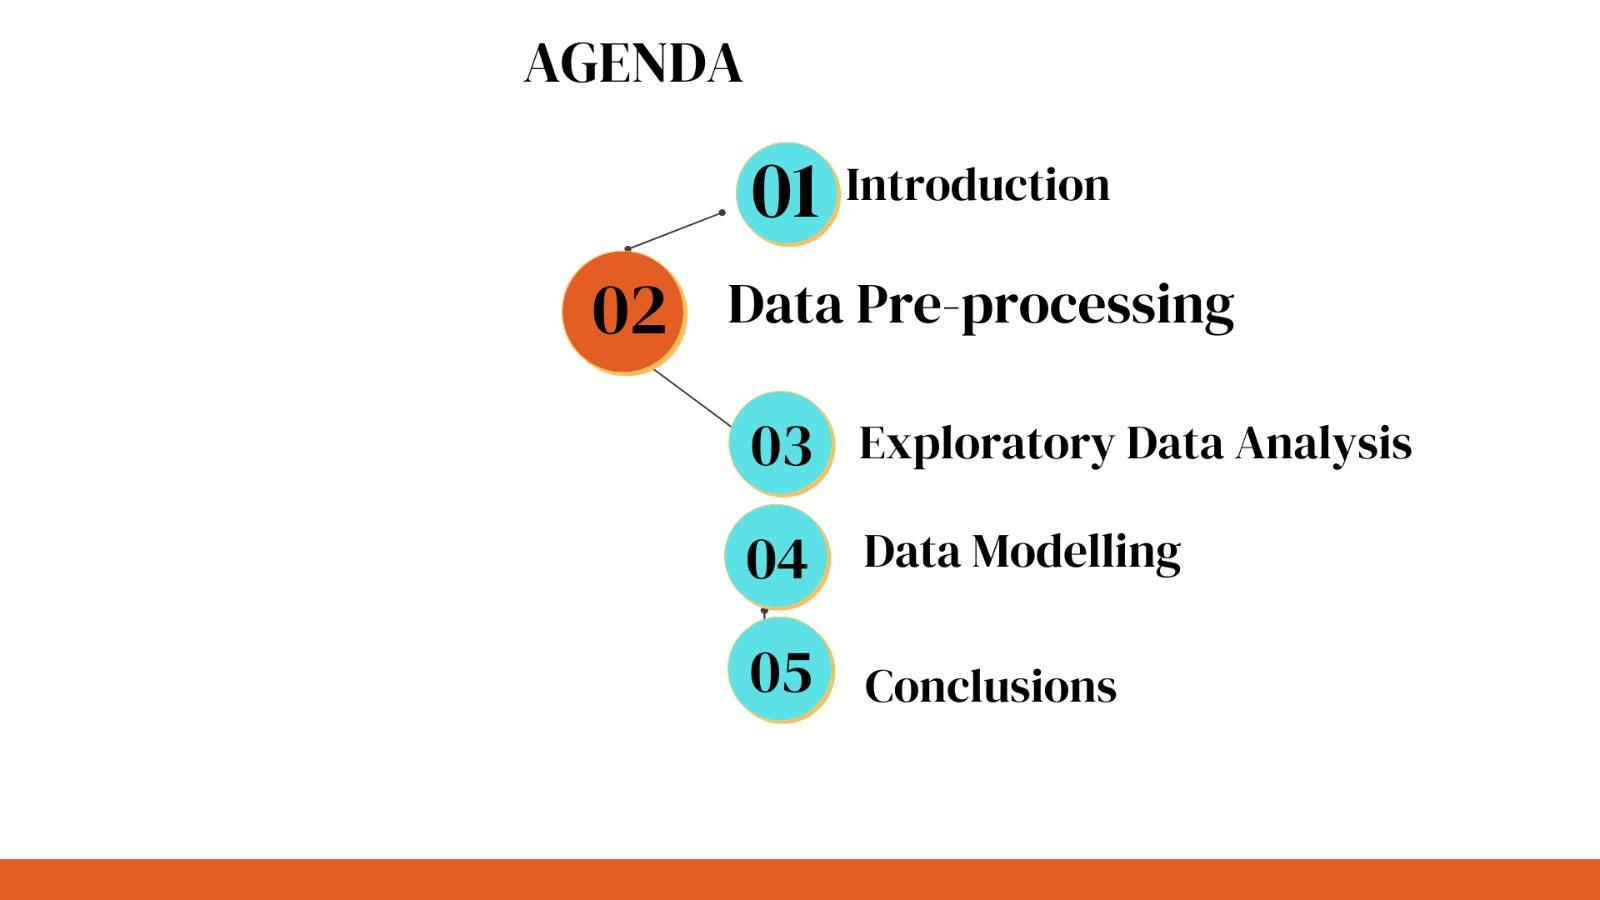 AGENDA
01 Introduction
02 Data Pre-processing
03 Exploratory Data Analysis
04 Data Modelling
05 Conclusions